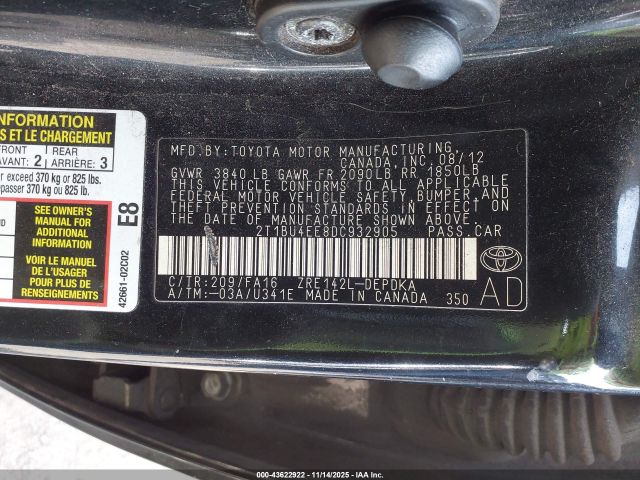 INFORMATION
S ET LE CHARGEMENT
FRONT
AVANT: 2
REAR
ARRIÈRE: 3
er exceed 370 kg or 825 lbs.
epasser 370 kg ou 825 lb.
SEE OWNER'S
MANUAL FOR
ADDITIONAL
INFORMATION
VOIR LE MANUEL
DE L'USAGER
POUR PLUS DE
RENSEIGNEMENTS
E8
42661-02C02
MFD.BY:TOYOTA MOTOR MANUFACTURING
CANADA, INC. 08/12
GVWR 3840 LB GAWR FR 2090LB RR 1850LB
THIS VEHICLE CONFORMS TO ALL APPLICABLE
FEDERAL MOTOR VEHICLE SAFETY, BUMPER, AND
THEFT PREVENTION STANDARDS IN EFFECT ON
THE DATE OF MANUFACTURE SHOWN ABOVE.
2T1BU4EE8DC932905 PASS.CAR
C/TR:209/FA16 ZRE142L-DEPDKA
A/TM:-03A/U341E MADE IN CANADA 350
AD
TOYOTA
000-43622922 - 11/14/2025 - IAA Inc.